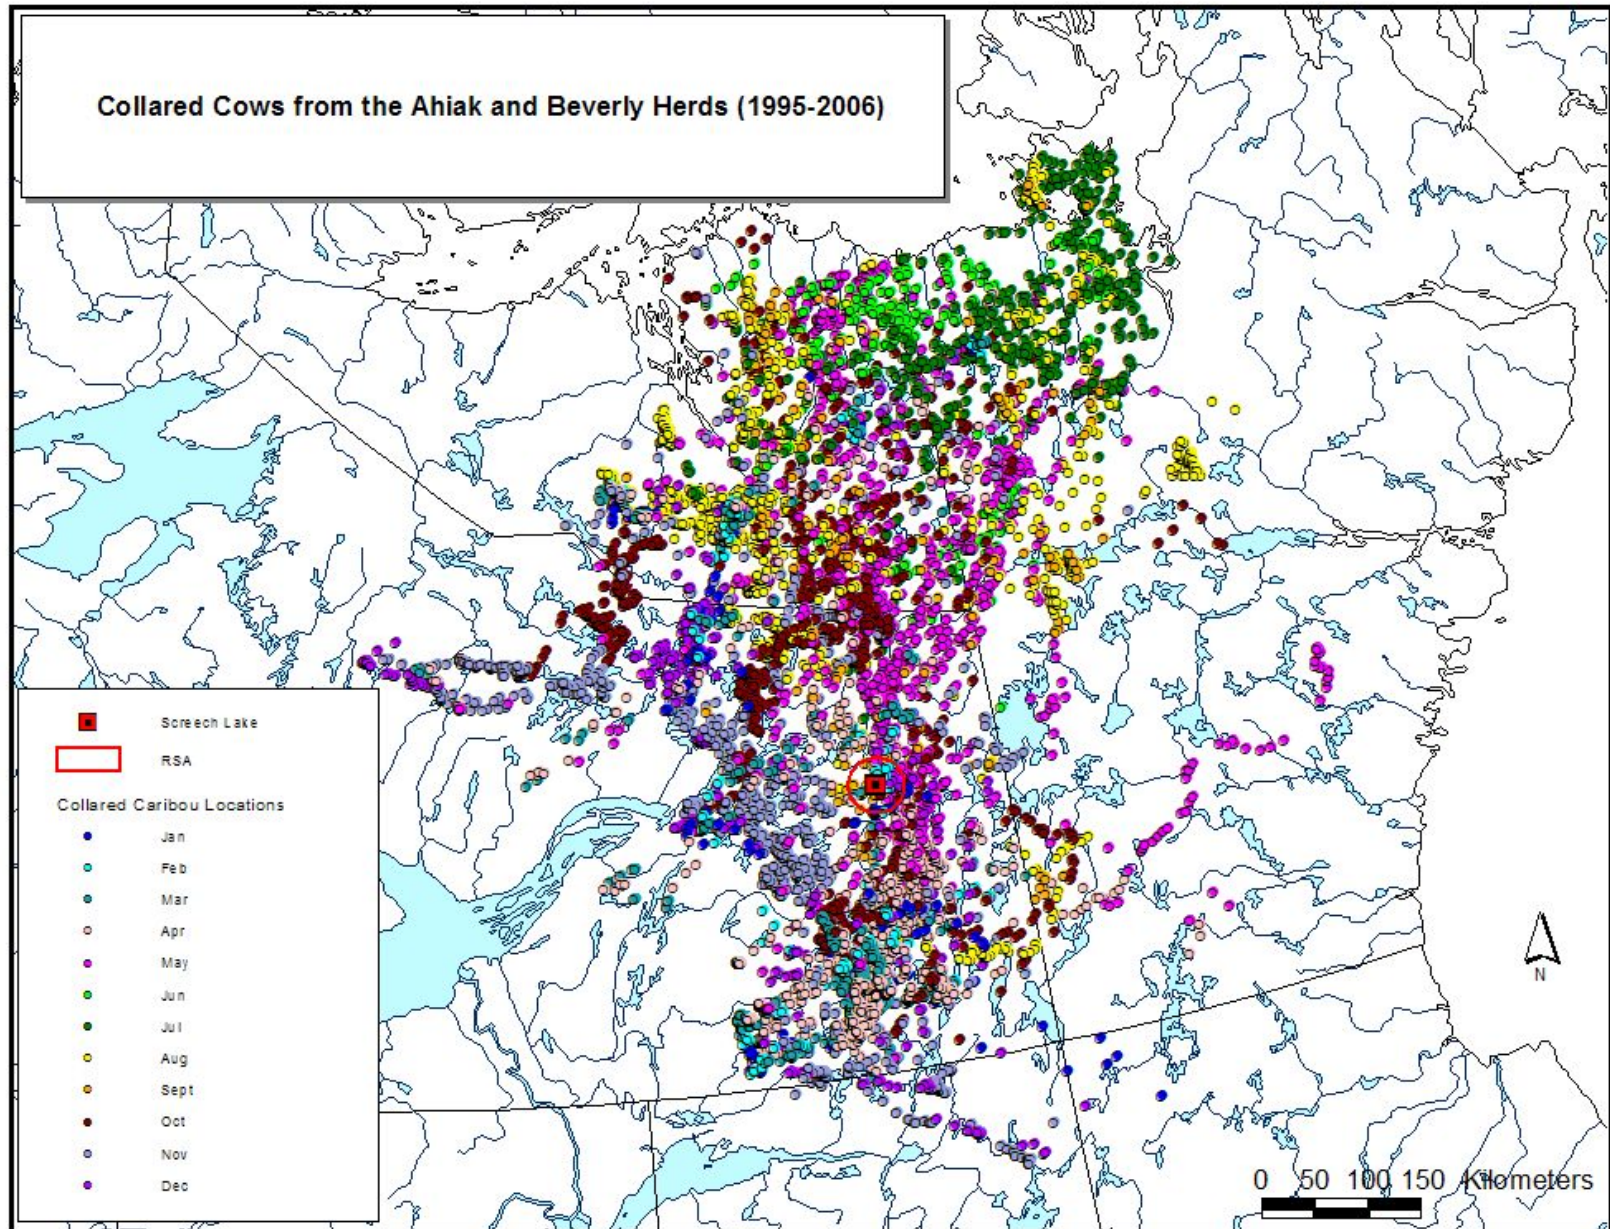 Collared Cows from the Ahiak and Beverly Herds (1995-2006)
Screech Lake
RSA
Collared Caribou Locations
Jan
Feb
Mar
Apr
May
Jun
Jul
Aug
Sept
Oct
Nov
Dec
N
0 50 100 150 Kilometers